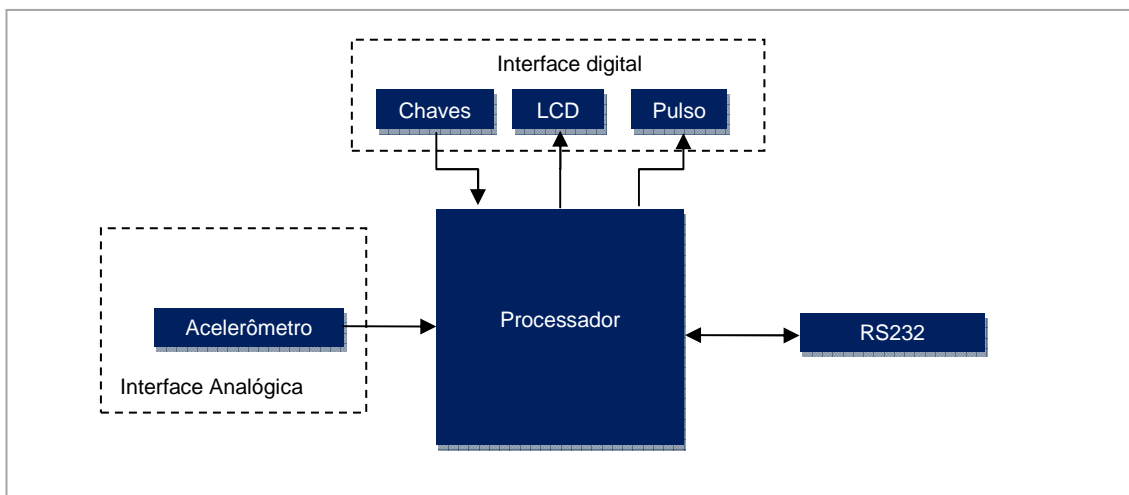 Interface digital
Chaves
LCD
Pulso
Acelerômetro
Interface Analógica
Processador
RS232